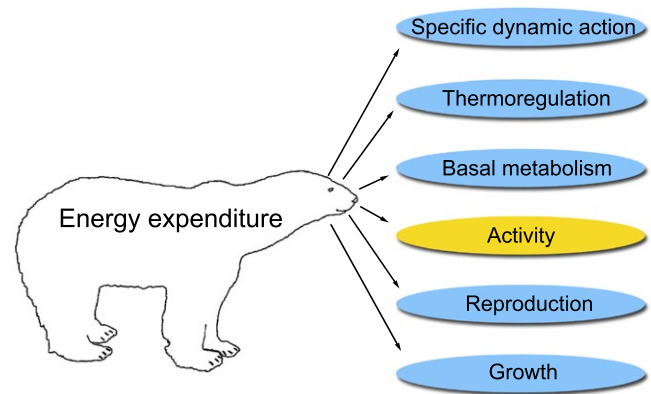 Specific dynamic action
Thermoregulation
Basal metabolism
Energy expenditure
Activity
Reproduction
Growth